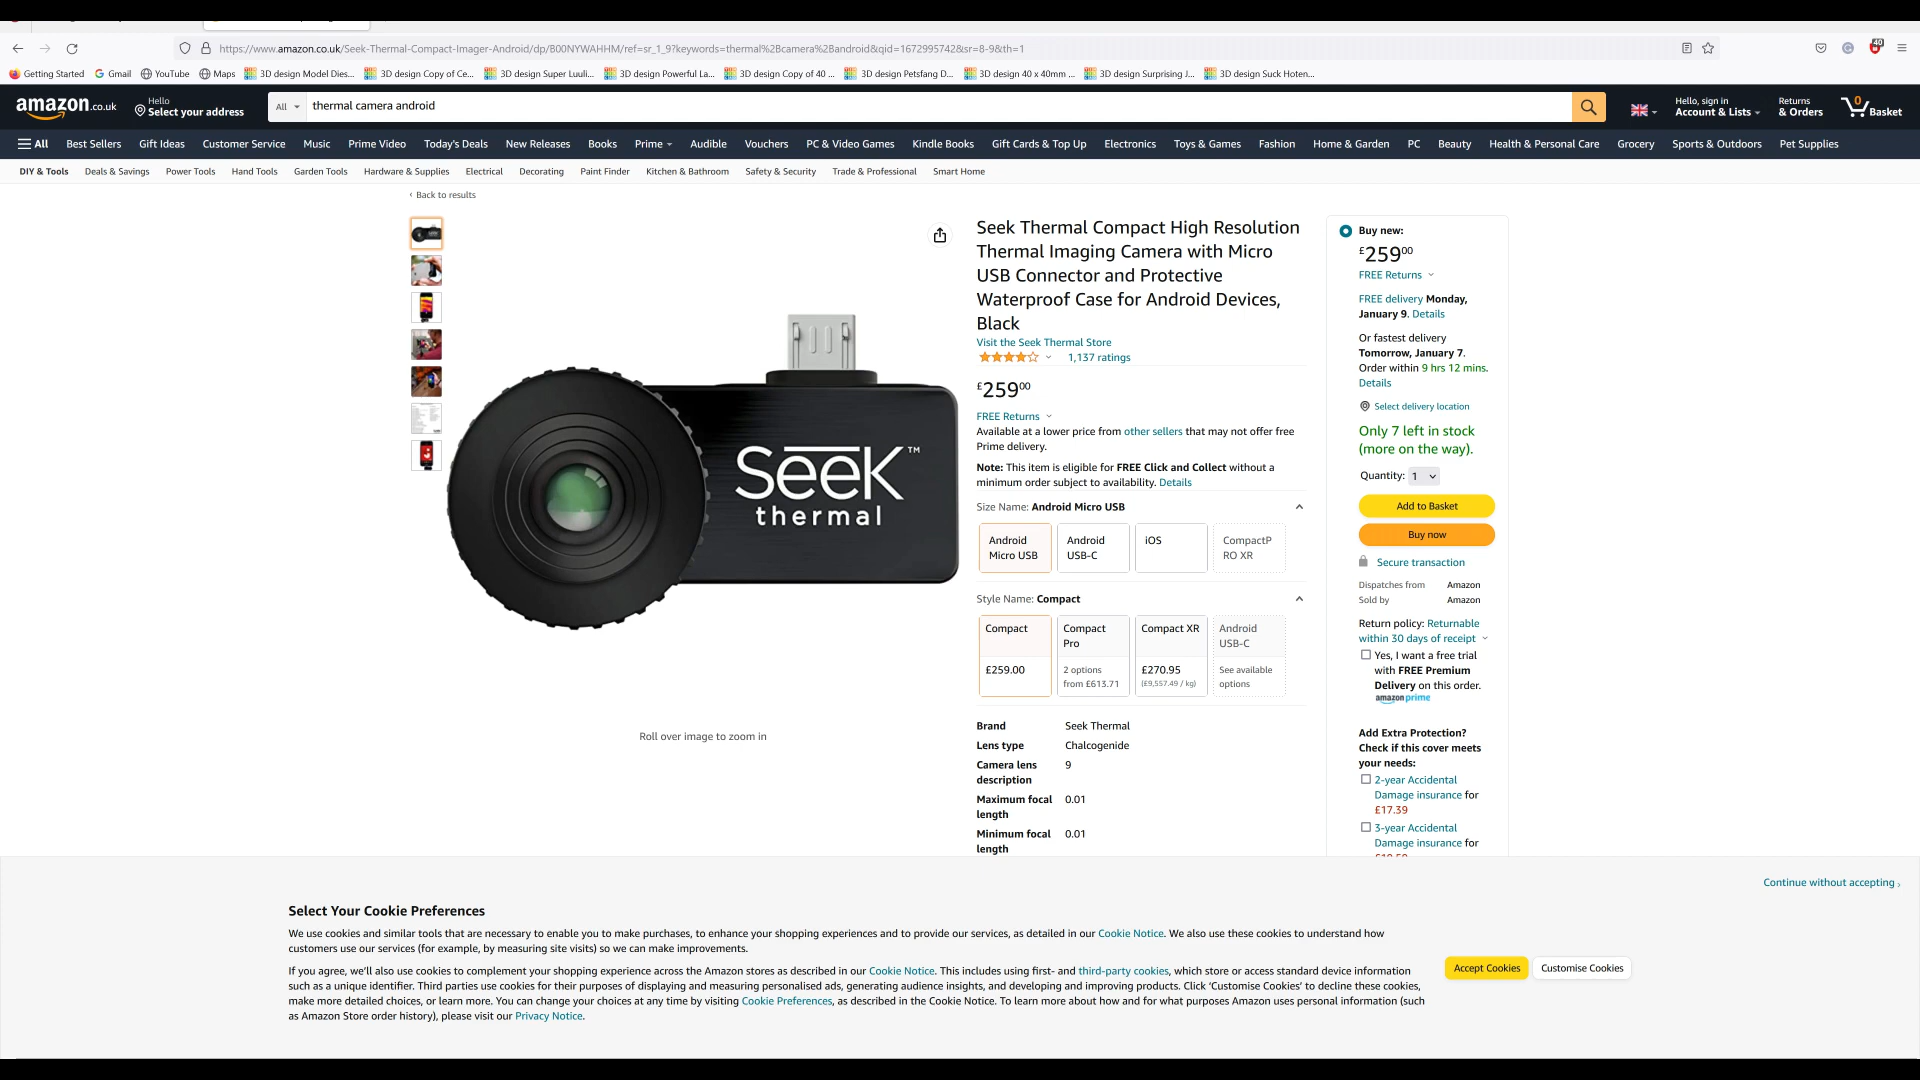 https://www.amazon.co.uk/Seek-Thermal-Compact-Imager-Android/dp/B00NYWAHHM/ref=sr_1_9?keywords=thermal%2Bcamera%2Bandroid&qid=1672995742&sr=8-9&th=1
40
Getting Started Gmail YouTube Maps 3D design Model Dies... 3D design Copy of Ce... 3D design Super Luuli... 3D design Powerful La... 3D design Copy of 40 ... 3D design Petsfang D... 3D design 40 x 40mm ... 3D design Surprising J... 3D design Suck Hoten...
amazon.co.uk
Hello
Select your address
All thermal camera android
Hello, sign in
Account & Lists
Returns
& Orders
0
Basket
All Best Sellers Gift Ideas Customer Service Music Prime Video Today's Deals New Releases Books Prime Audible Vouchers PC & Video Games Kindle Books Gift Cards & Top Up Electronics Toys & Games Fashion Home & Garden PC Beauty Health & Personal Care Grocery Sports & Outdoors Pet Supplies
DIY & Tools Deals & Savings Power Tools Hand Tools Garden Tools Hardware & Supplies Electrical Decorating Paint Finder Kitchen & Bathroom Safety & Security Trade & Professional Smart Home
‹ Back to results
Seek™
thermal
Roll over image to zoom in
Seek Thermal Compact High Resolution
Thermal Imaging Camera with Micro
USB Connector and Protective
Waterproof Case for Android Devices,
Black
Visit the Seek Thermal Store
1,137 ratings
£259⁰⁰
FREE Returns
Available at a lower price from other sellers that may not offer free
Prime delivery.
Note: This item is eligible for FREE Click and Collect without a
minimum order subject to availability. Details
Size Name: Android Micro USB
Android
Micro USB
Android
USB-C
iOS
CompactP
RO XR
Style Name: Compact
Compact
£259.00
Compact
Pro
2 options
from £613.71
Compact XR
£270.95
(£9,557.49 / kg)
Android
USB-C
See available
options
Brand Seek Thermal
Lens type Chalcogenide
Camera lens 9
description
Maximum focal 0.01
length
Minimum focal 0.01
length
Buy new:
£259⁰⁰
FREE Returns
FREE delivery Monday,
January 9. Details
Or fastest delivery
Tomorrow, January 7.
Order within 9 hrs 12 mins.
Details
Select delivery location
Only 7 left in stock
(more on the way).
Quantity: 1
Add to Basket
Buy now
Secure transaction
Dispatches from Amazon
Sold by Amazon
Return policy: Returnable
within 30 days of receipt
Yes, I want a free trial
with FREE Premium
Delivery on this order.
amazon prime
Add Extra Protection?
Check if this cover meets
your needs:
2-year Accidental
Damage insurance for
£17.39
3-year Accidental
Damage insurance for
Continue without accepting ›
Select Your Cookie Preferences
We use cookies and similar tools that are necessary to enable you to make purchases, to enhance your shopping experiences and to provide our services, as detailed in our Cookie Notice. We also use these cookies to understand how
customers use our services (for example, by measuring site visits) so we can make improvements.
If you agree, we'll also use cookies to complement your shopping experience across the Amazon stores as described in our Cookie Notice. This includes using first- and third-party cookies, which store or access standard device information
such as a unique identifier. Third parties use cookies for their purposes of displaying and measuring personalised ads, generating audience insights, and developing and improving products. Click 'Customise Cookies' to decline these cookies,
make more detailed choices, or learn more. You can change your choices at any time by visiting Cookie Preferences, as described in the Cookie Notice. To learn more about how and for what purposes Amazon uses personal information (such
as Amazon Store order history), please visit our Privacy Notice.
Accept Cookies
Customise Cookies